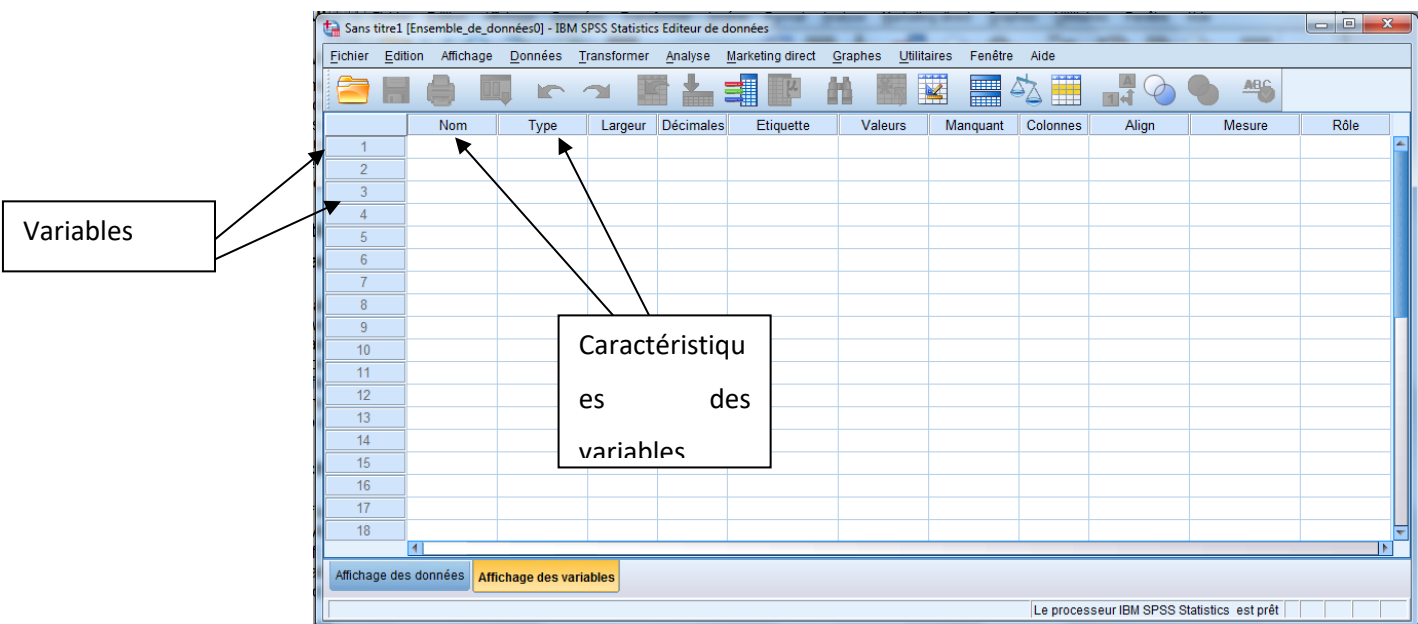 Sans titre1 [Ensemble_de_données0] - IBM SPSS Statistics Editeur de données
Fichier Edition Affichage Données Transformer Analyse Marketing direct Graphes Utilitaires Fenêtre Aide
Nom Type Largeur Décimales Etiquette Valeurs Manquant Colonnes Align Mesure Rôle
1
2
3
4
5
6
7
8
9
10
11
12
13
14
15
16
17
18
Variables
Caractéristiqu
es des
variables
Affichage des données Affichage des variables
Le processeur IBM SPSS Statistics est prêt